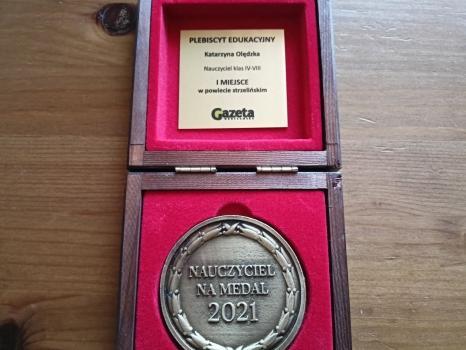 PLEBISCYT EDUKACYJNY
Katarzyna Olędzka
Nauczyciel klas IV-VIII
I MIEJSCE
w powiecie strzelińskim
Gazeta
NAUCZYCIEL
NA MEDAL
2021